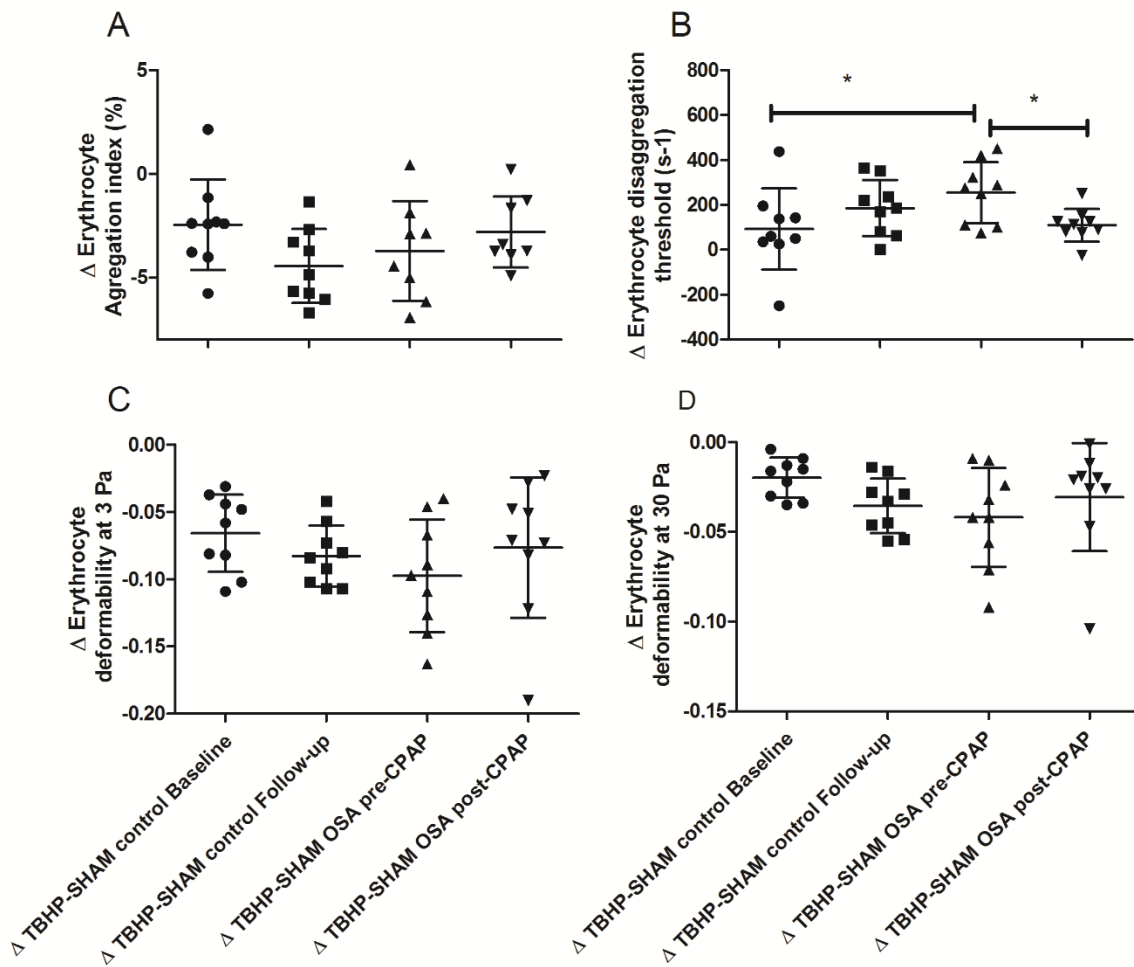 A
Δ Erythrocyte
Agregation index (%)
5
0
-5
B
Δ Erythrocyte disaggregation
threshold (s-1)
800
600
400
200
0
-200
-400
*
*
C
Δ Erythrocyte
deformability at 3 Pa
0.00
-0.05
-0.10
-0.15
-0.20
Δ TBHP-SHAM control Baseline
Δ TBHP-SHAM control Follow-up
Δ TBHP-SHAM OSA pre-CPAP
Δ TBHP-SHAM OSA post-CPAP
D
Δ Erythrocyte
deformability at 30 Pa
0.00
-0.05
-0.10
-0.15
Δ TBHP-SHAM control Baseline
Δ TBHP-SHAM control Follow-up
Δ TBHP-SHAM OSA pre-CPAP
Δ TBHP-SHAM OSA post-CPAP